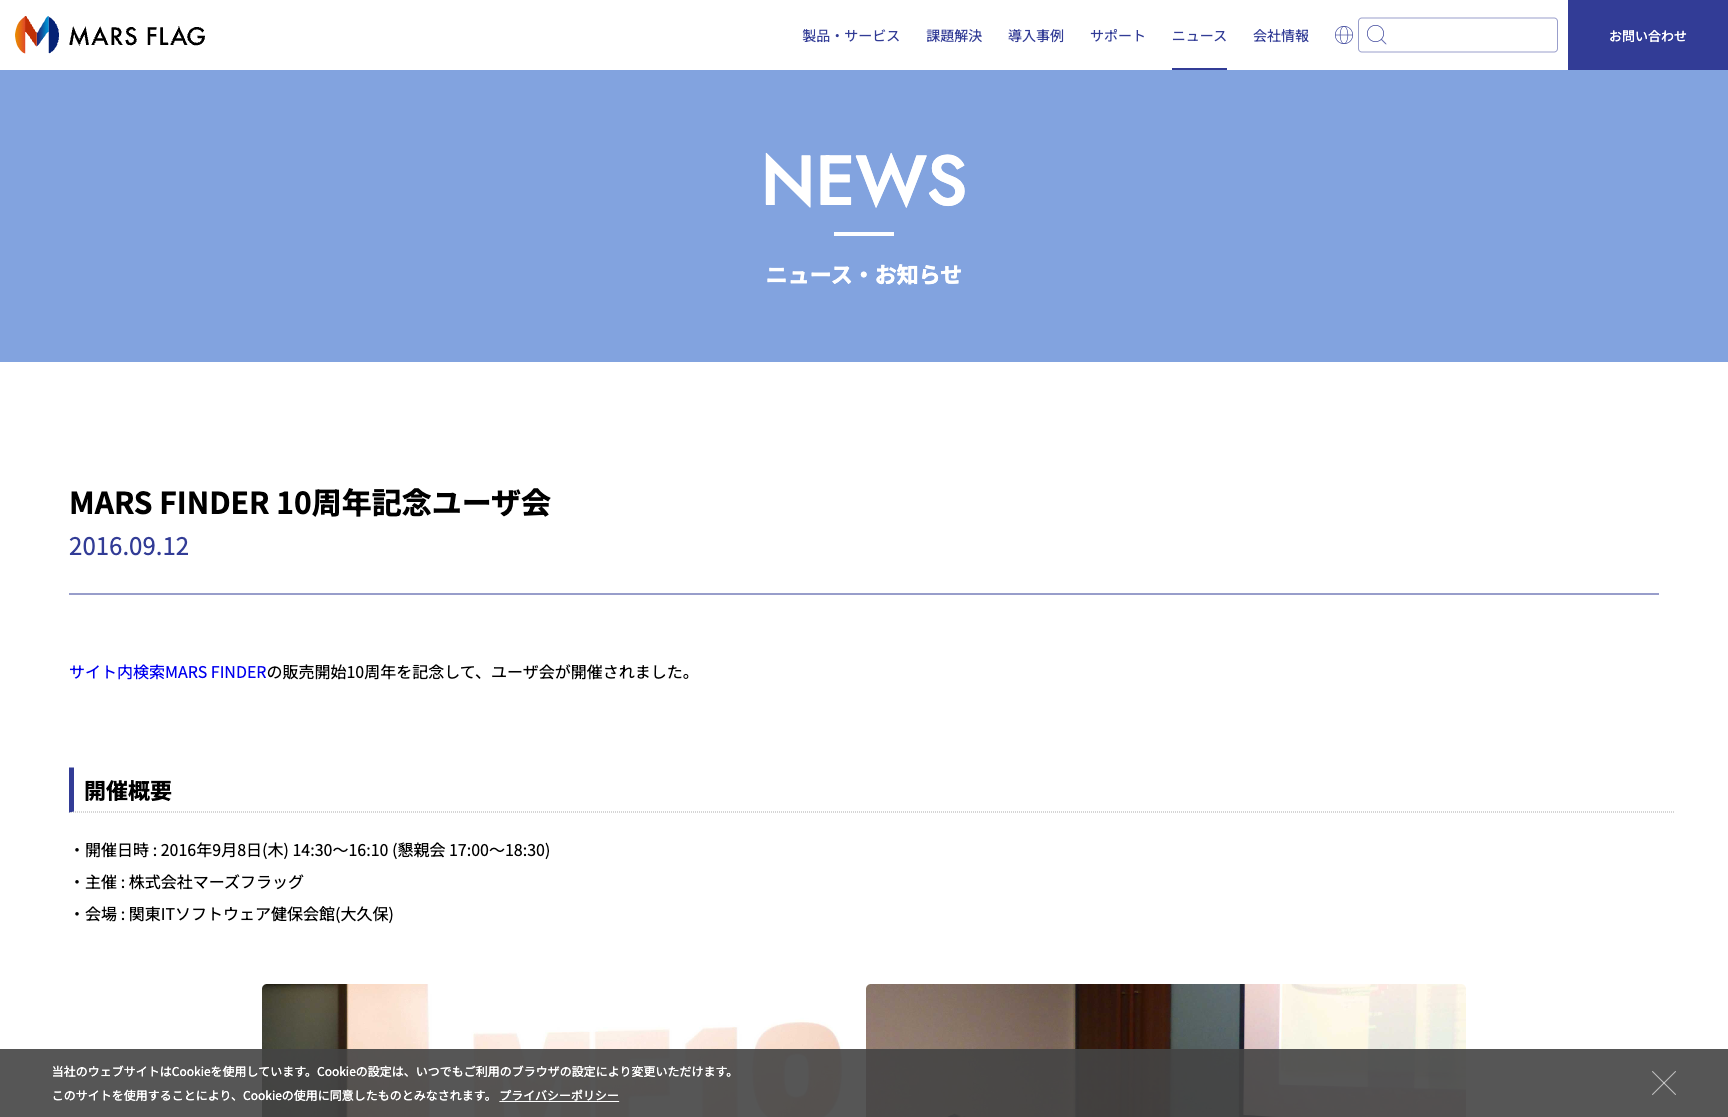 MARS FLAG
製品・サービス 課題解決 導入事例 サポート ニュース 会社情報 お問い合わせ
NEWS
ニュース・お知らせ
MARS FINDER 10周年記念ユーザ会
2016.09.12
サイト内検索MARS FINDERの販売開始10周年を記念して、ユーザ会が開催されました。
開催概要
・開催日時 : 2016年9月8日(木) 14:30〜16:10 (懇親会 17:00〜18:30)
・主催 : 株式会社マーズフラッグ
・会場 : 関東ITソフトウェア健保会館(大久保)
MF10
当社のウェブサイトはCookieを使用しています。Cookieの設定は、いつでもご利用のブラウザの設定により変更いただけます。
このサイトを使用することにより、Cookieの使用に同意したものとみなされます。 プライバシーポリシー